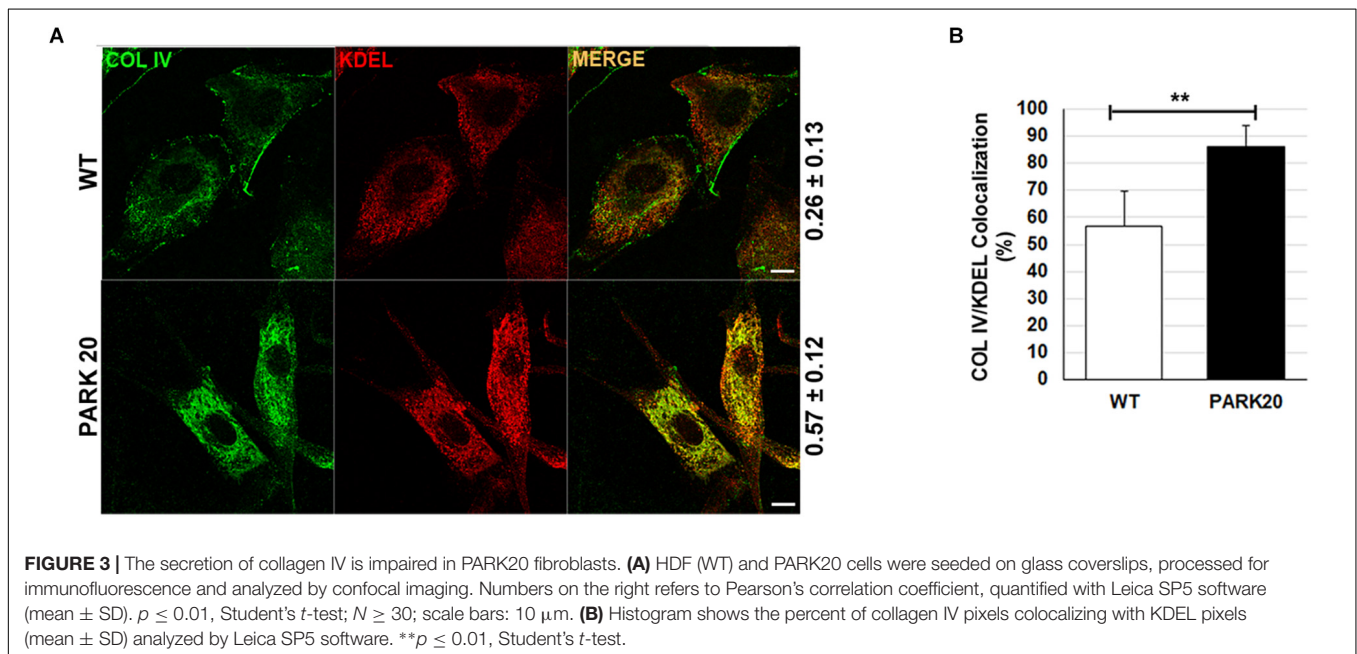 A
COL IV
KDEL
MERGE
WT
0.26 ± 0.13
PARK 20
0.57 ± 0.12
B
**
COL IV/KDEL Colocalization
(%)
100
90
80
70
60
50
40
30
20
10
0
WT
PARK20
FIGURE 3 | The secretion of collagen IV is impaired in PARK20 fibroblasts. (A) HDF (WT) and PARK20 cells were seeded on glass coverslips, processed for
immunofluorescence and analyzed by confocal imaging. Numbers on the right refers to Pearson's correlation coefficient, quantified with Leica SP5 software
(mean ± SD). p ≤ 0.01, Student's t-test; N ≥ 30; scale bars: 10 μm. (B) Histogram shows the percent of collagen IV pixels colocalizing with KDEL pixels
(mean ± SD) analyzed by Leica SP5 software. **p ≤ 0.01, Student's t-test.